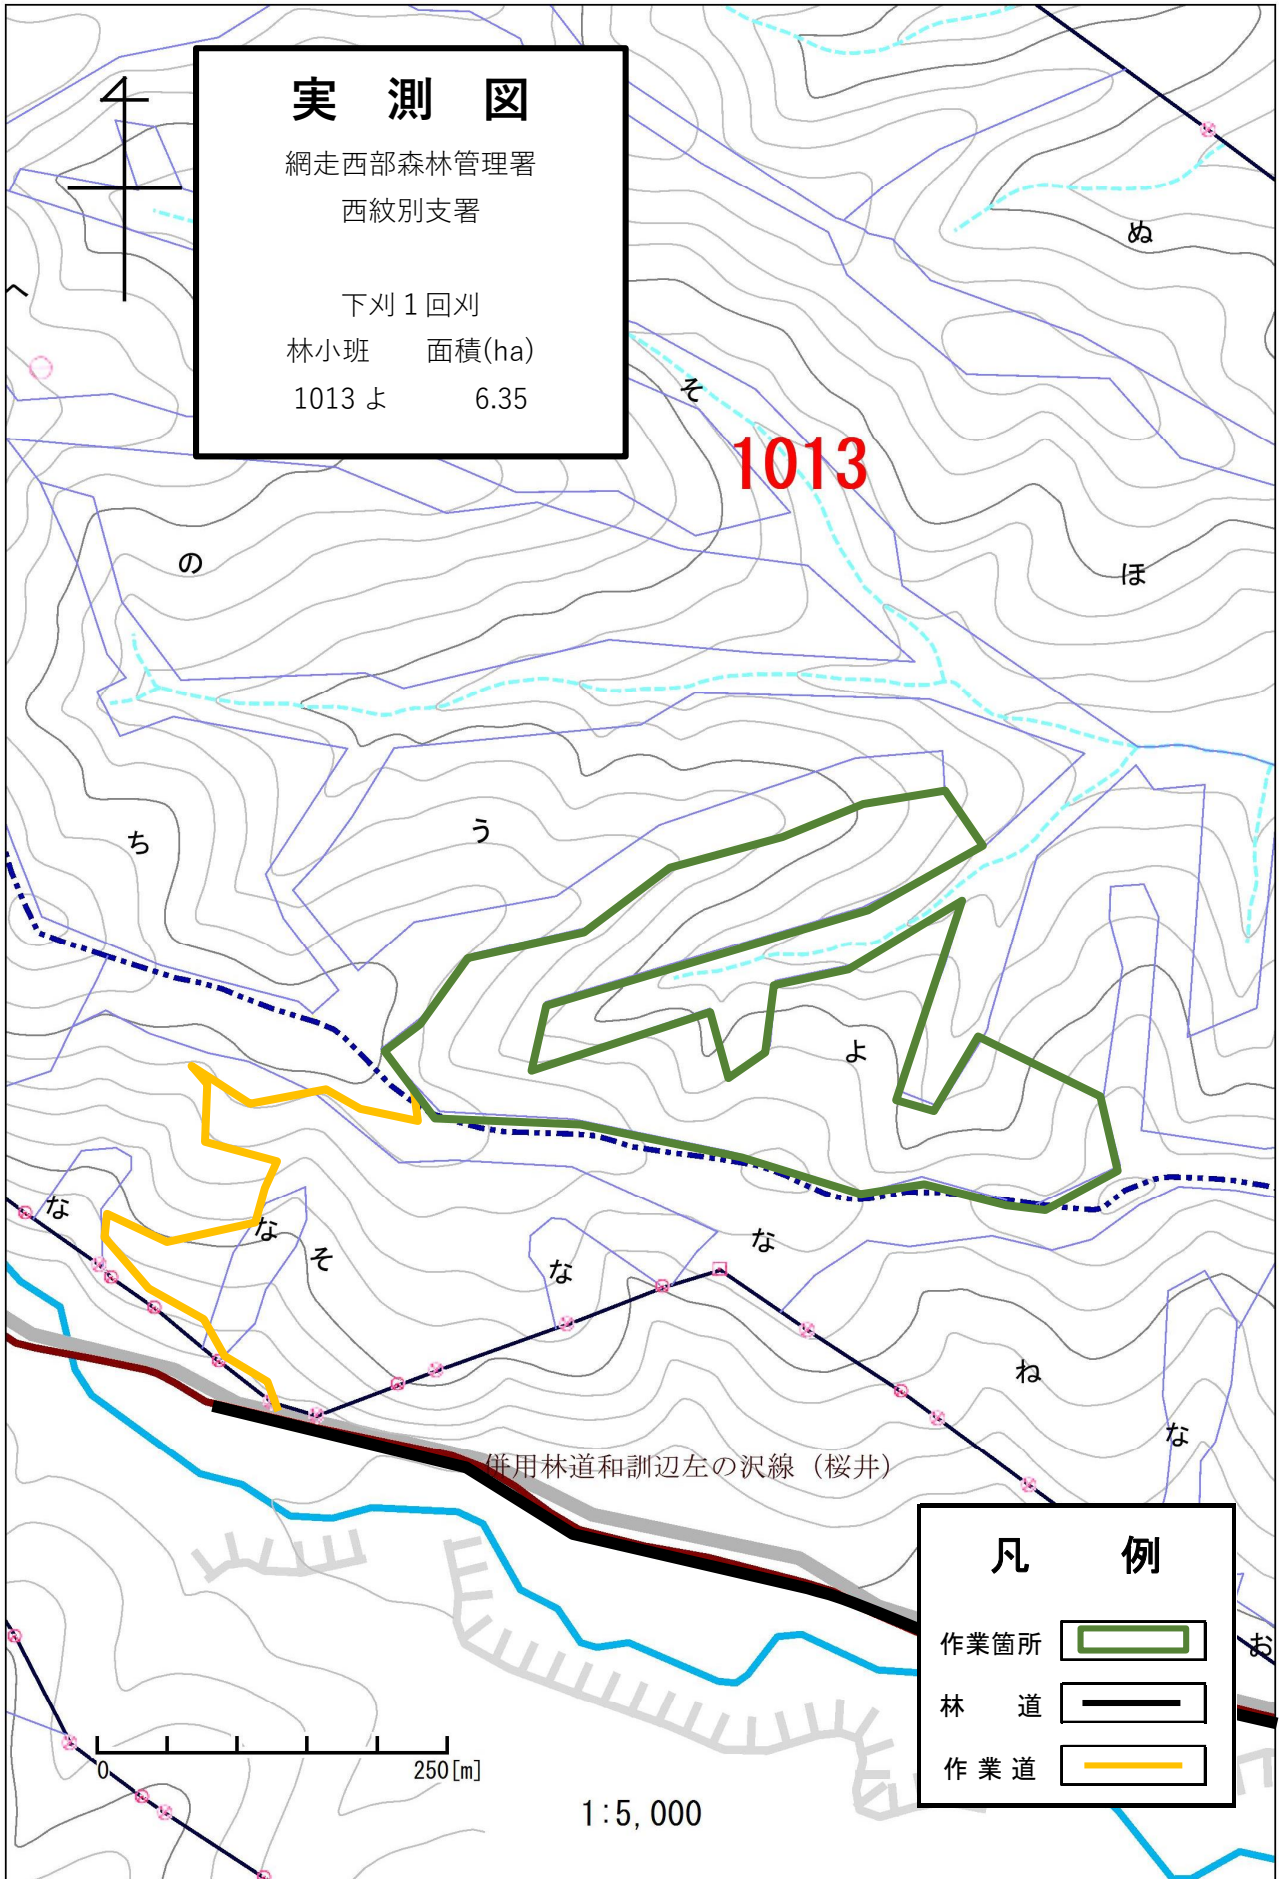 実 測 図
網走西部森林管理署
西紋別支署
下刈1回刈
林小班 面積(ha)
1013 よ 6.35
ぬ
へ
そ
1013
の
ほ
ち
う
よ
な
な
そ
な
な
ね
な
併用林道和訓辺左の沢線（桜井）
凡 例
作業箇所
林 道
作 業 道
お
0 250[m]
1:5,000